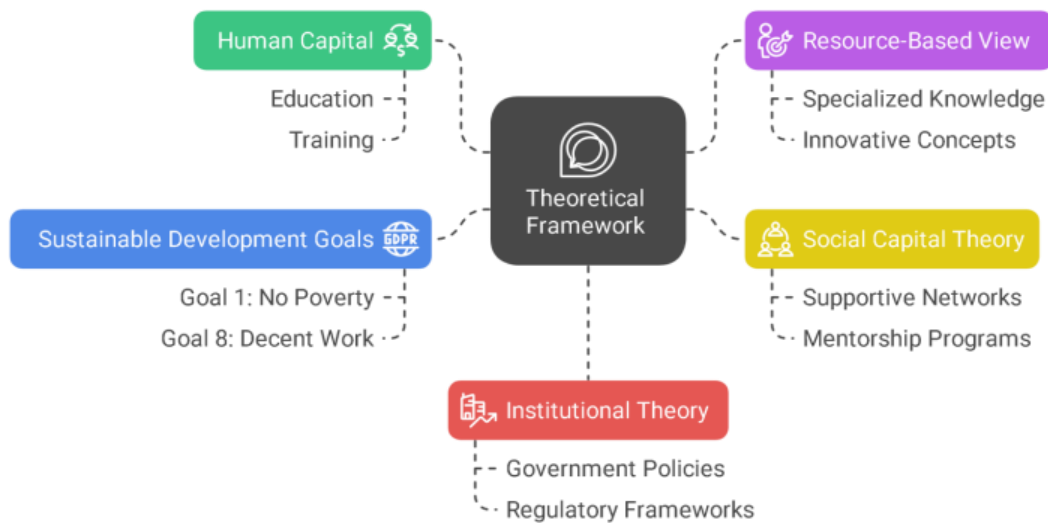 Human Capital
Education
Training
Sustainable Development Goals
GDPR
Goal 1: No Poverty
Goal 8: Decent Work
Theoretical
Framework
Resource-Based View
Specialized Knowledge
Innovative Concepts
Social Capital Theory
Supportive Networks
Mentorship Programs
Institutional Theory
Government Policies
Regulatory Frameworks